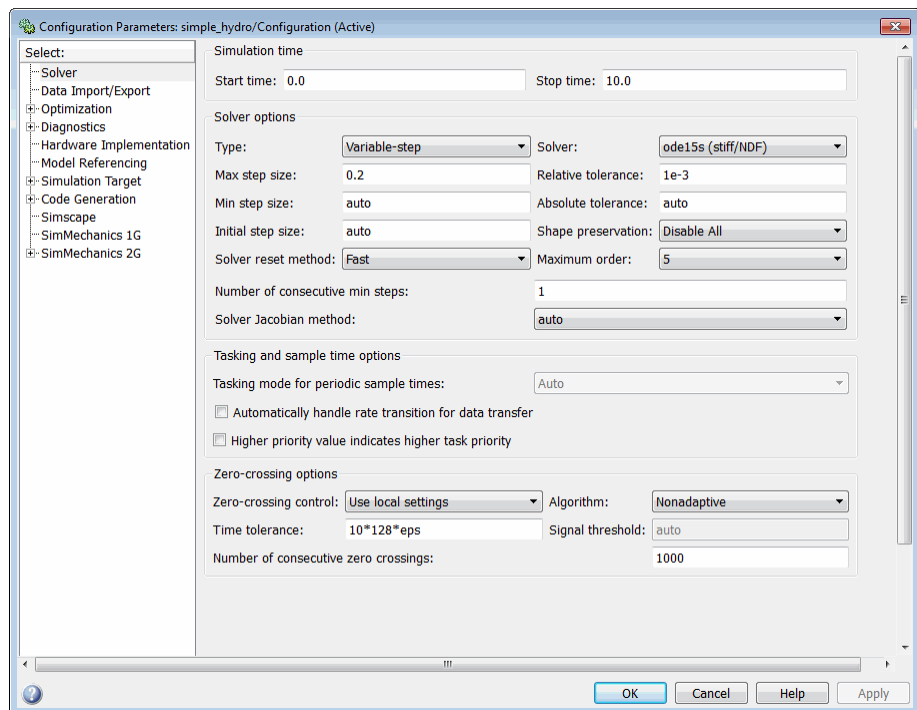 Configuration Parameters: simple_hydro/Configuration (Active)
Select:
Solver
Data Import/Export
Optimization
Diagnostics
Hardware Implementation
Model Referencing
Simulation Target
Code Generation
Simscape
SimMechanics 1G
SimMechanics 2G
Simulation time
Start time: 0.0 Stop time: 10.0
Solver options
Type: Variable-step Solver: ode15s (stiff/NDF)
Max step size: 0.2 Relative tolerance: 1e-3
Min step size: auto Absolute tolerance: auto
Initial step size: auto Shape preservation: Disable All
Solver reset method: Fast Maximum order: 5
Number of consecutive min steps: 1
Solver Jacobian method: auto
Tasking and sample time options
Tasking mode for periodic sample times: Auto
Automatically handle rate transition for data transfer
Higher priority value indicates higher task priority
Zero-crossing options
Zero-crossing control: Use local settings Algorithm: Nonadaptive
Time tolerance: 10*128*eps Signal threshold: auto
Number of consecutive zero crossings: 1000
? OK Cancel Help Apply